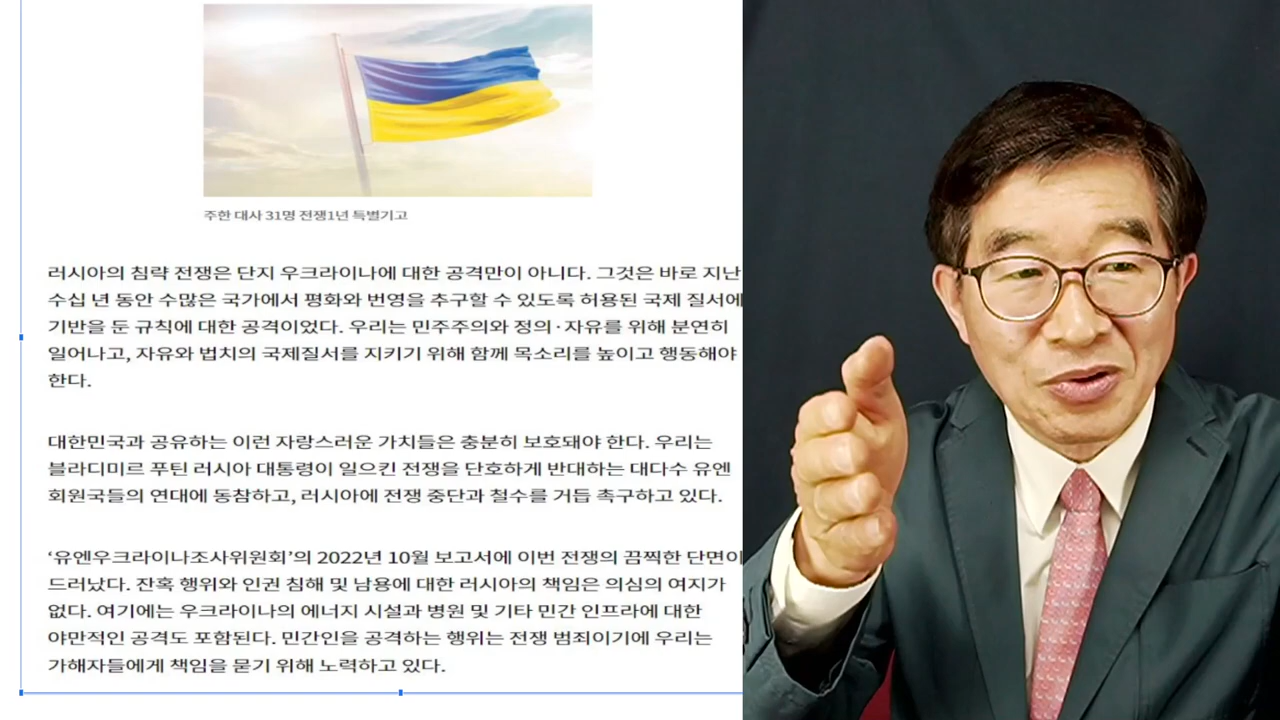 주한 대사 31명 전쟁1년 특별기고
러시아의 침략 전쟁은 단지 우크라이나에 대한 공격만이 아니다. 그것은 바로 지난
수십 년 동안 수많은 국가에서 평화와 번영을 추구할 수 있도록 허용된 국제 질서에
기반을 둔 규칙에 대한 공격이었다. 우리는 민주주의와 정의·자유를 위해 분연히
일어나고, 자유와 법치의 국제질서를 지키기 위해 함께 목소리를 높이고 행동해야
한다.
대한민국과 공유하는 이런 자랑스러운 가치들은 충분히 보호돼야 한다. 우리는
블라디미르 푸틴 러시아 대통령이 일으킨 전쟁을 단호하게 반대하는 대다수 유엔
회원국들의 연대에 동참하고, 러시아에 전쟁 중단과 철수를 거듭 촉구하고 있다.
‘유엔우크라이나조사위원회’의 2022년 10월 보고서에 이번 전쟁의 끔찍한 단면이
드러났다. 잔혹 행위와 인권 침해 및 남용에 대한 러시아의 책임은 의심의 여지가
없다. 여기에는 우크라이나의 에너지 시설과 병원 및 기타 민간 인프라에 대한
야만적인 공격도 포함된다. 민간인을 공격하는 행위는 전쟁 범죄이기에 우리는
가해자들에게 책임을 묻기 위해 노력하고 있다.